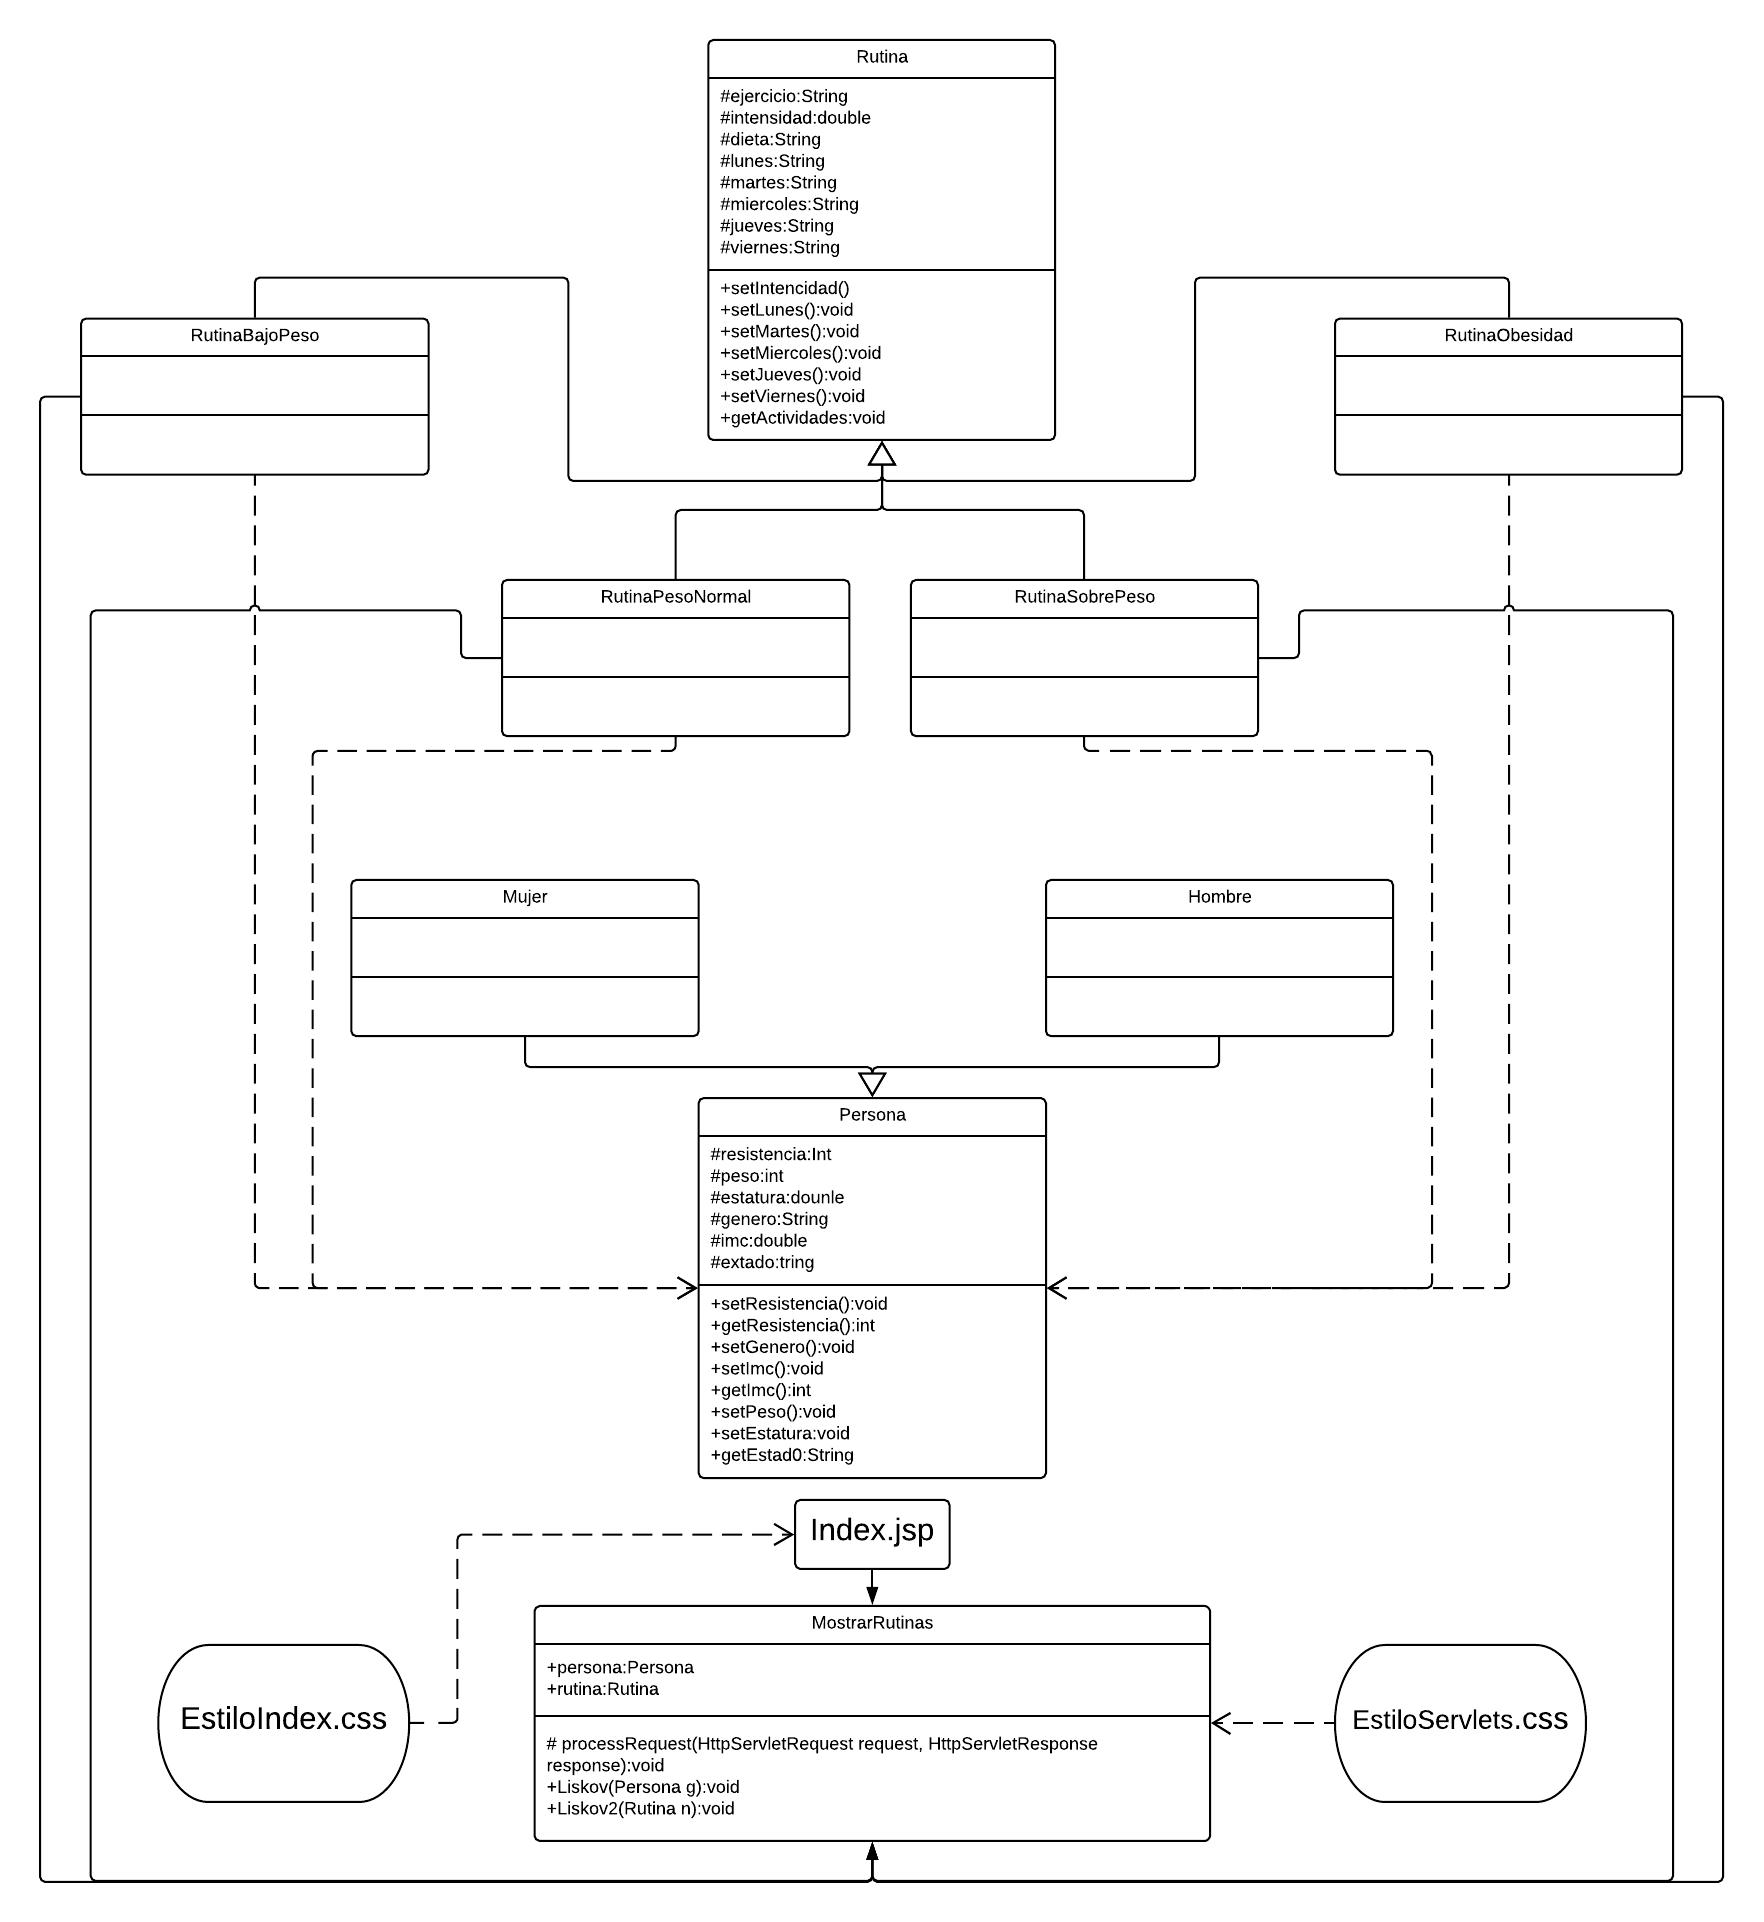 Rutina
#ejercicio:String
#intensidad:double
#dieta:String
#lunes:String
#martes:String
#miercoles:String
#jueves:String
#viernes:String
+setIntencidad()
+setLunes():void
+setMartes():void
+setMiercoles():void
+setJueves():void
+setViernes():void
+getActividades:void
RutinaBajoPeso
RutinaObesidad
RutinaPesoNormal
RutinaSobrePeso
Mujer
Hombre
Persona
#resistencia:Int
#peso:int
#estatura:dounle
#genero:String
#imc:double
#extado:tring
+setResistencia():void
+getResistencia():int
+setGenero():void
+setImc():void
+getImc():int
+setPeso():void
+setEstatura:void
+getEstad0:String
Index.jsp
MostrarRutinas
+persona:Persona
+rutina:Rutina
# processRequest(HttpServletRequest request, HttpServletResponse
response):void
+Liskov(Persona g):void
+Liskov2(Rutina n):void
EstiloIndex.css
EstiloServlets.css